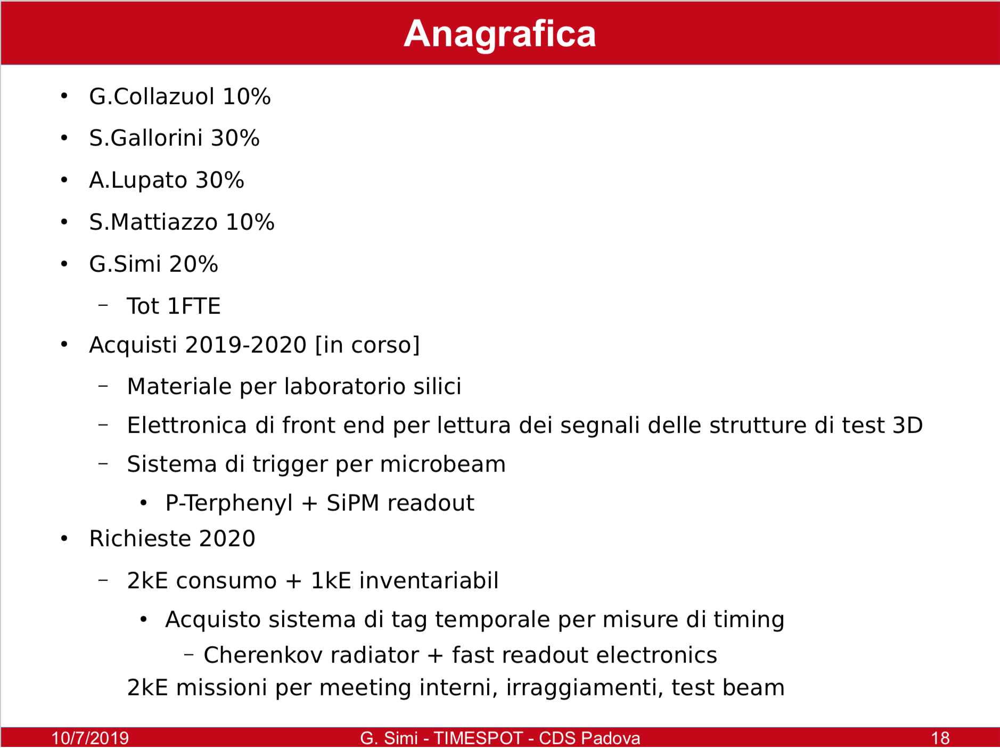 Anagrafica
• G.Collazuol 10%
• S.Gallorini 30%
• A.Lupato 30%
• S.Mattiazzo 10%
• G.Simi 20%
– Tot 1FTE
• Acquisti 2019-2020 [in corso]
– Materiale per laboratorio silici
– Elettronica di front end per lettura dei segnali delle strutture di test 3D
– Sistema di trigger per microbeam
• P-Terphenyl + SiPM readout
• Richieste 2020
– 2kE consumo + 1kE inventariabil
• Acquisto sistema di tag temporale per misure di timing
– Cherenkov radiator + fast readout electronics
2kE missioni per meeting interni, irraggiamenti, test beam
10/7/2019 G. Simi - TIMESPOT - CDS Padova 18